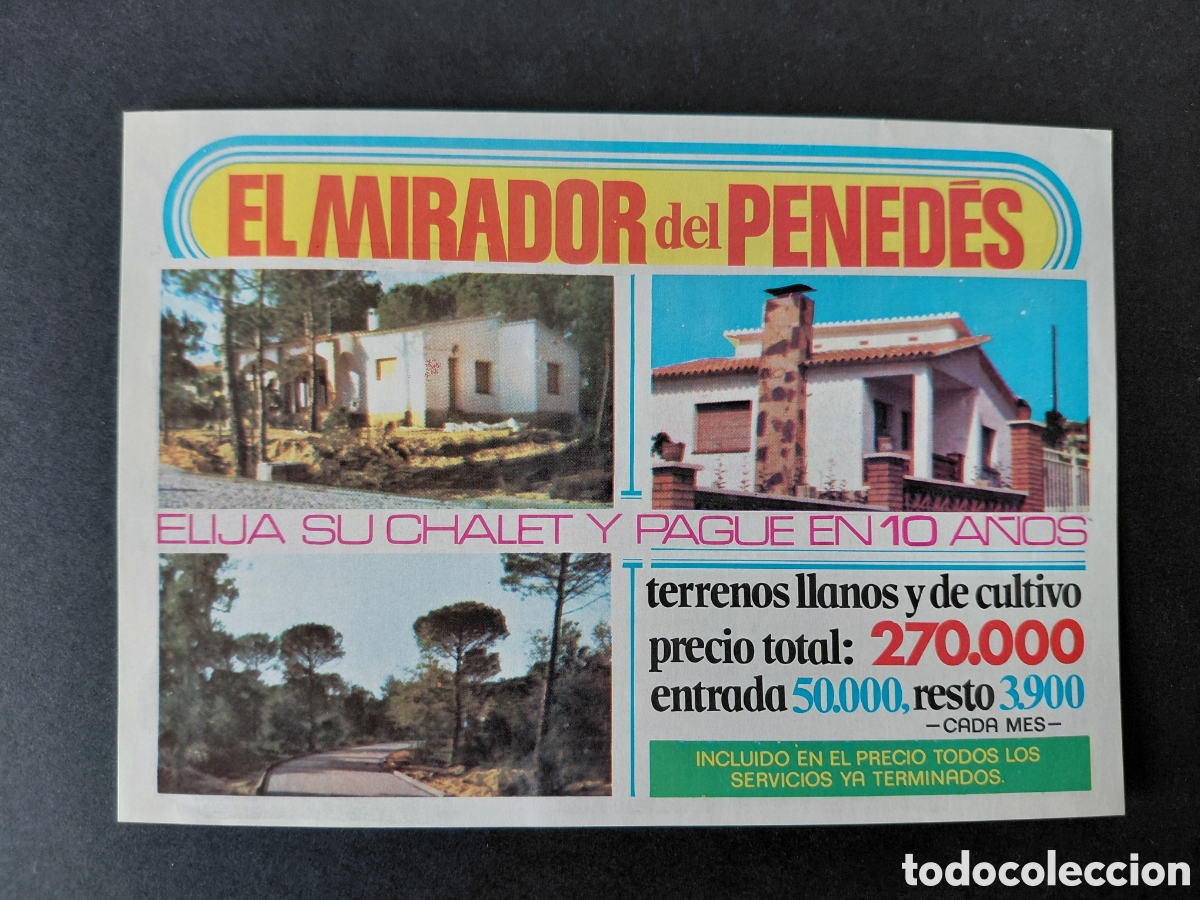 EL MIRADOR del PENEDÉS
ELIJA SU CHALET Y PAGUE EN 10 AÑOS
terrenos llanos y de cultivo
precio total: 270.000
entrada 50.000, resto 3.900
—CADA MES—
INCLUIDO EN EL PRECIO TODOS LOS
SERVICIOS YA TERMINADOS.
todocoleccion